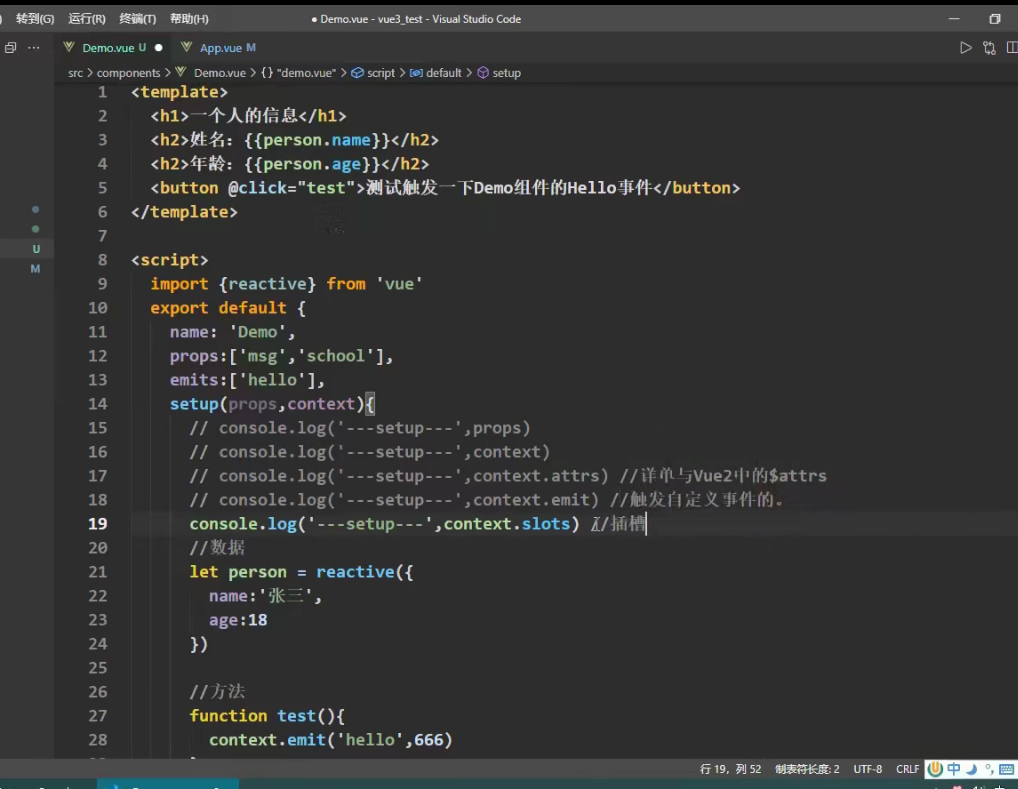 转到(G) 运行(R) 终端(T) 帮助(H) ● Demo.vue - vue3_test - Visual Studio Code
Demo.vue U ● App.vue M
src > components > Demo.vue > {} "demo.vue" > script > default > setup
1 <template>
2 <h1>一个人的信息</h1>
3 <h2>姓名：{{person.name}}</h2>
4 <h2>年龄：{{person.age}}</h2>
5 <button @click="test">测试触发一下Demo组件的Hello事件</button>
6 </template>
7
8 <script>
9 import {reactive} from 'vue'
10 export default {
11 name: 'Demo',
12 props:['msg','school'],
13 emits:['hello'],
14 setup(props,context){
15 // console.log('---setup---',props)
16 // console.log('---setup---',context)
17 // console.log('---setup---',context.attrs) //详单与Vue2中的$attrs
18 // console.log('---setup---',context.emit) //触发自定义事件的。
19 console.log('---setup---',context.slots) //插槽
20 //数据
21 let person = reactive({
22 name:'张三',
23 age:18
24 })
25
26 //方法
27 function test(){
28 context.emit('hello',666)
U
M
行 19，列 52 制表符长度: 2 UTF-8 CRLF 中